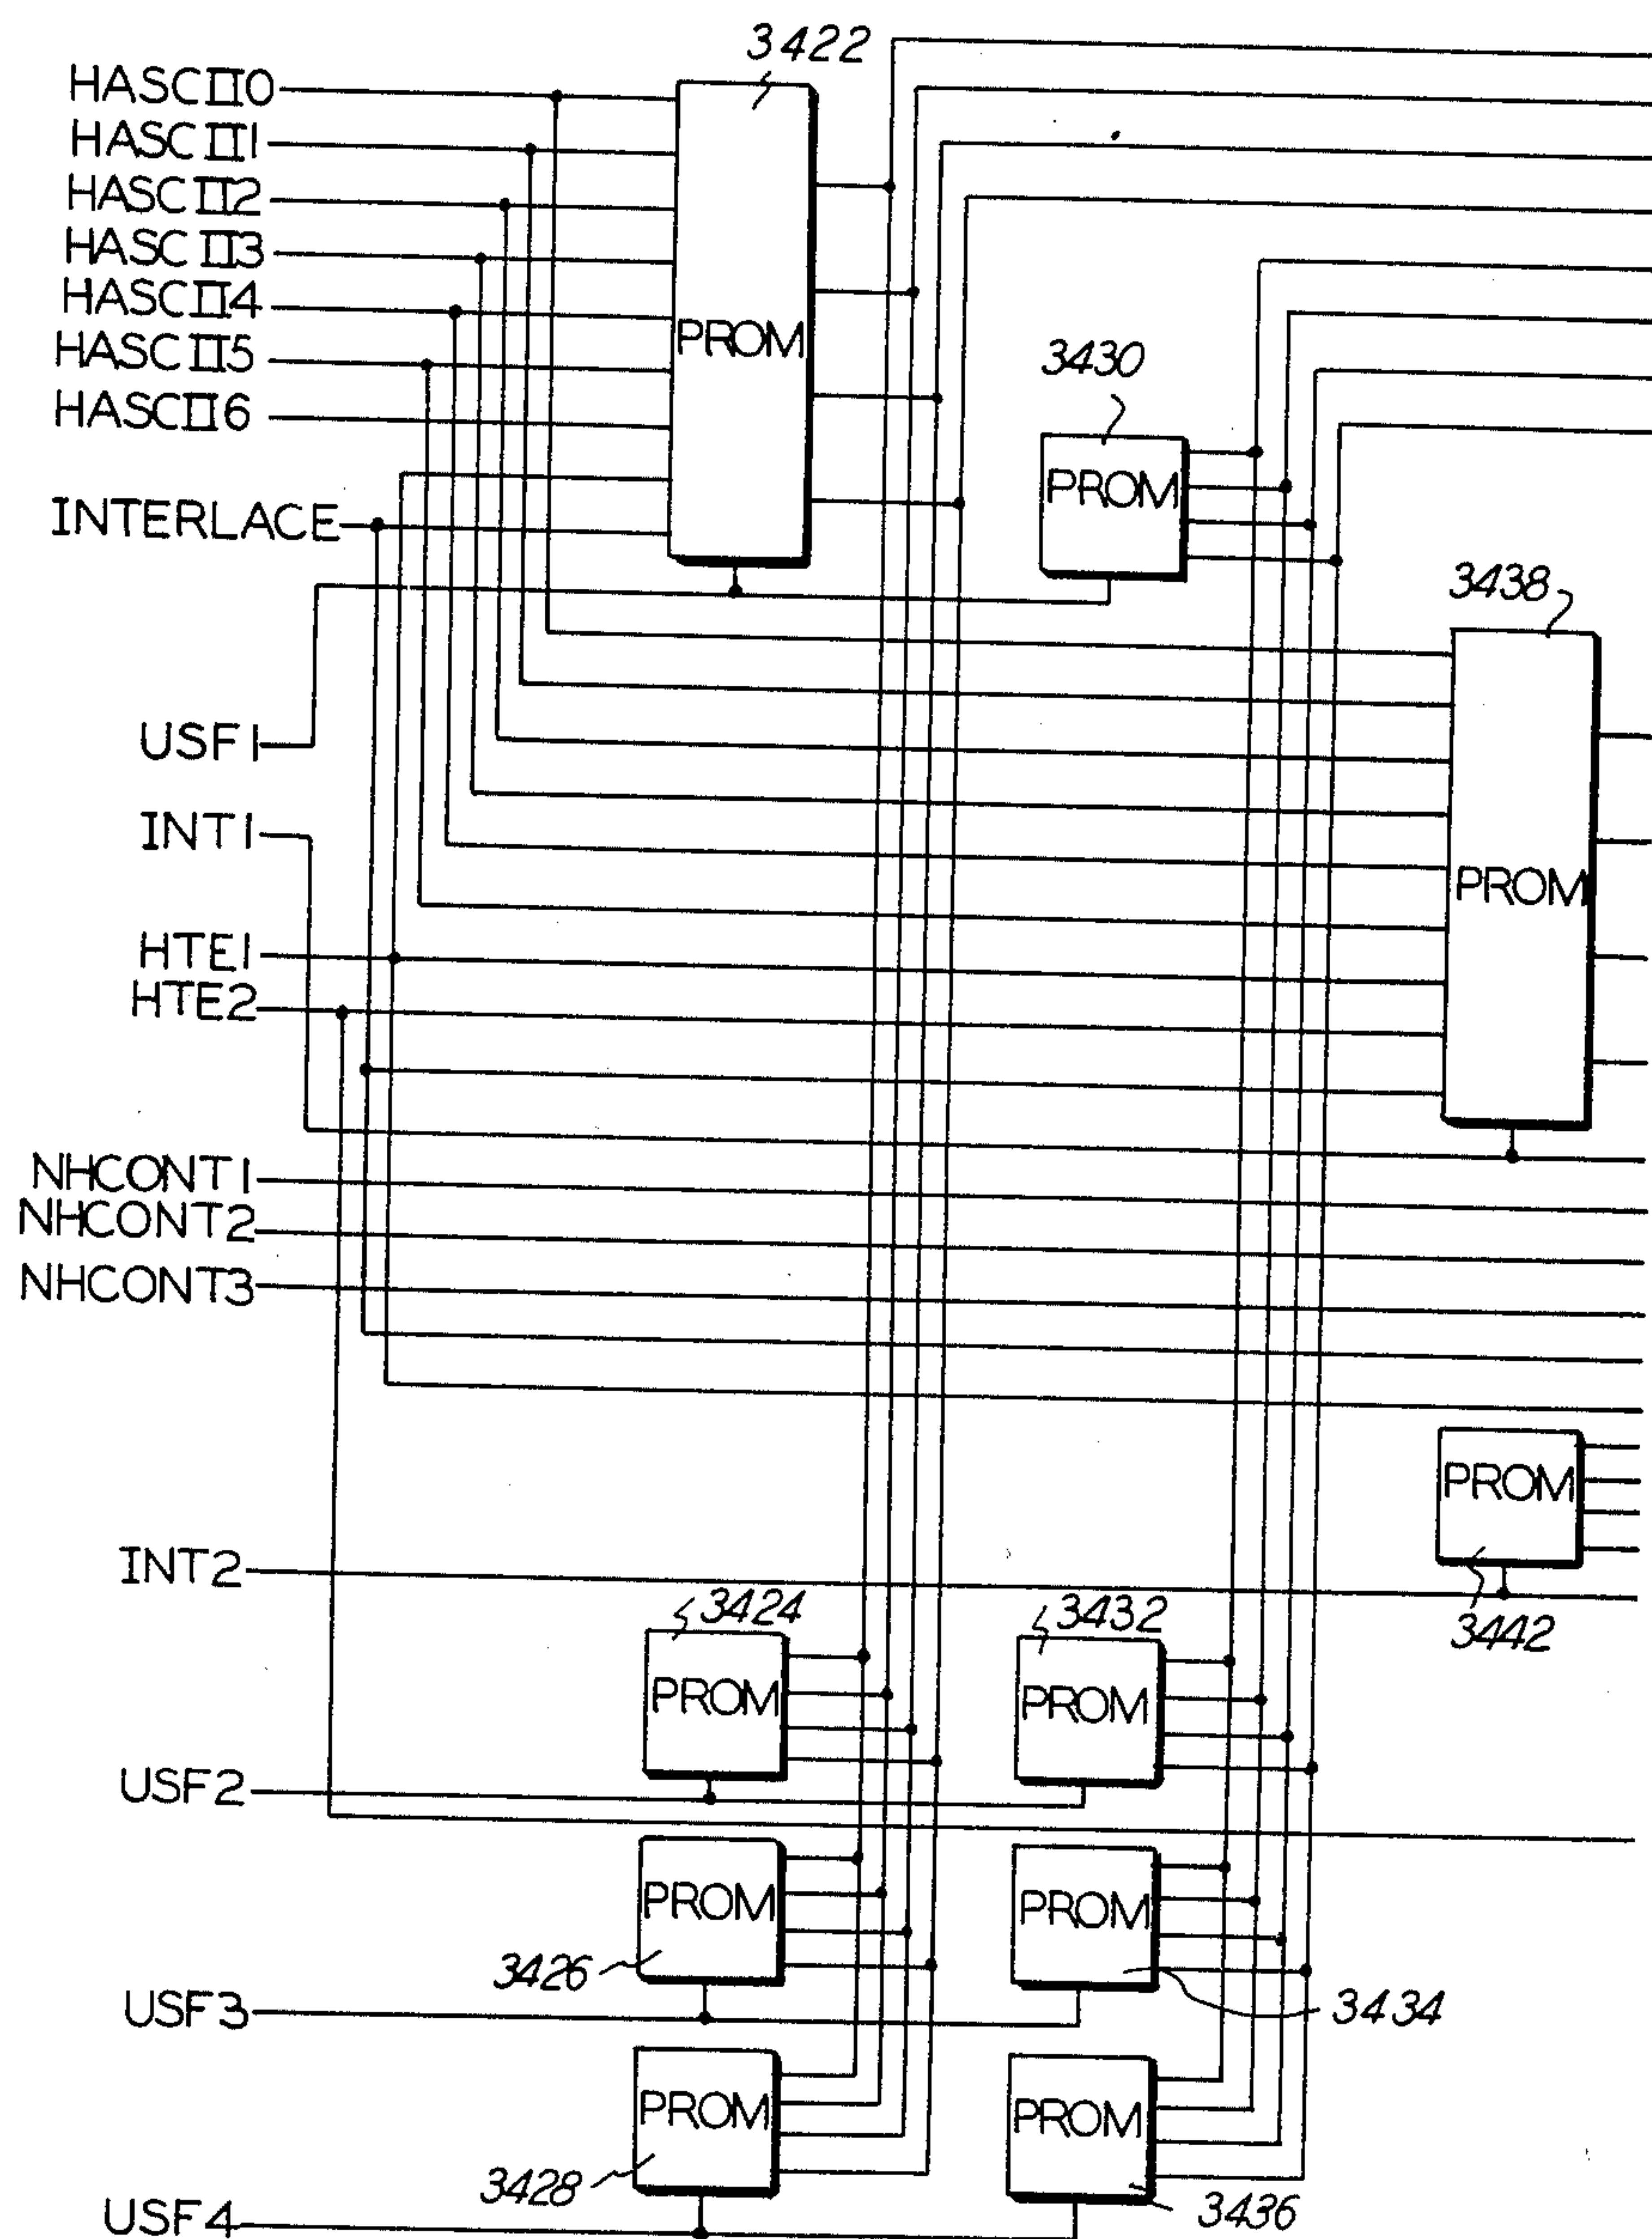 3422
HASCII0
HASCII1
HASCII2
HASCII3
HASCII4
HASCII5
HASCII6
PROM
3430
PROM
INTERLACE
3438
USF1
INT1
PROM
HTE1
HTE2
NHCONT1
NHCONT2
NHCONT3
PROM
INT2
3424
3432
3442
PROM
PROM
USF2
PROM
PROM
3426
USF3
3434
PROM
PROM
3428
3436
USF4